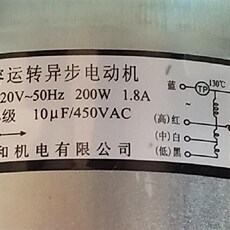 运转异步电动机
20V~50Hz 200W 1.8A
级 10μF/450VAC
和机电有限公司
蓝 TP 130℃
(高)红
(中)白
(低)黑